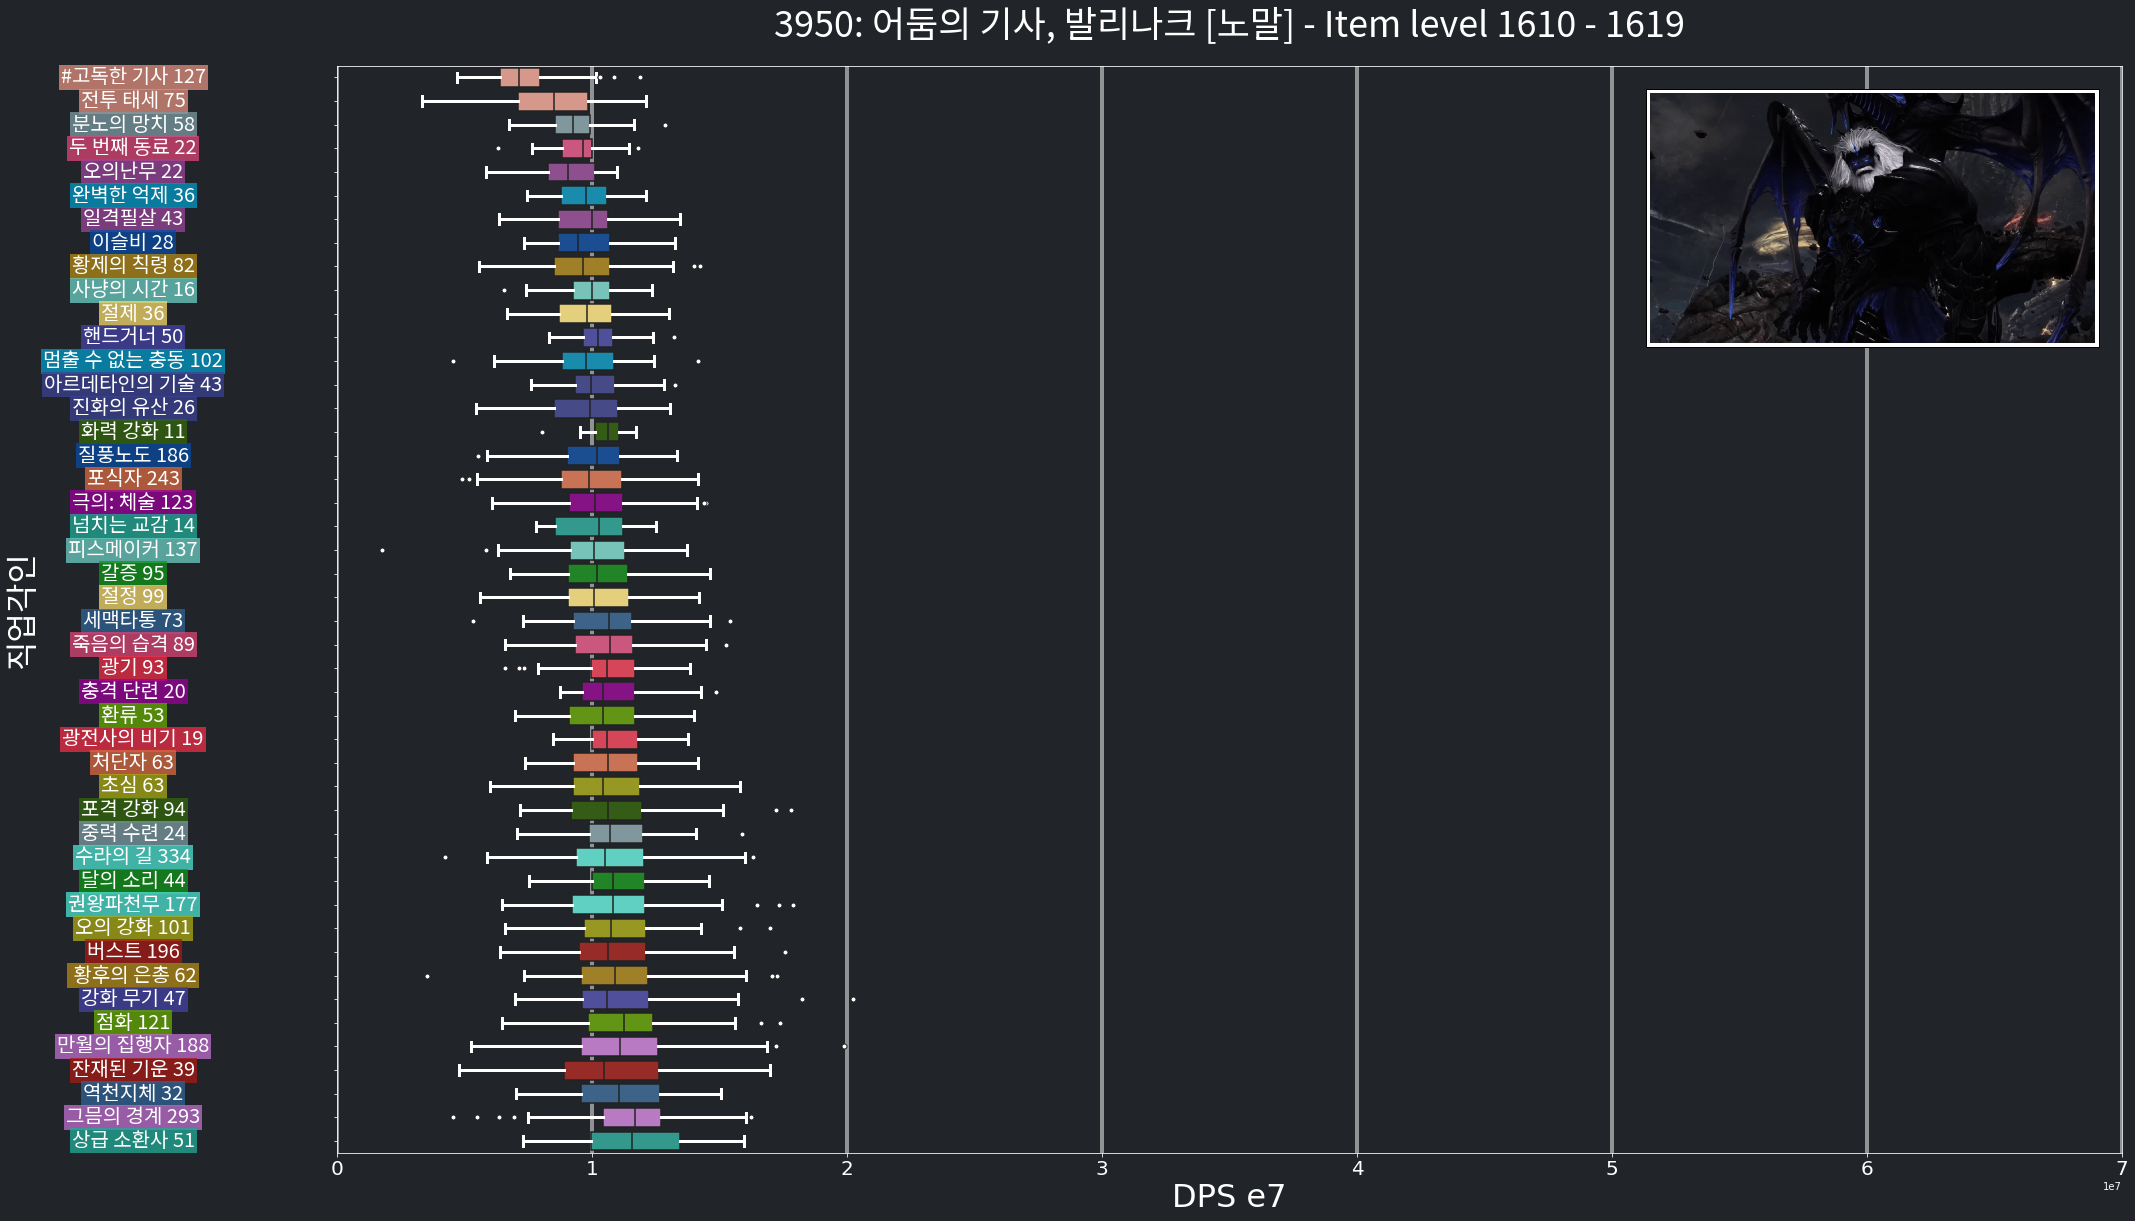 3950: 어둠의 기사, 발리나크 [노말] - Item level 1610 - 1619
#고독한 기사 127
전투 태세 75
분노의 망치 58
두 번째 동료 22
오의난무 22
완벽한 억제 36
일격필살 43
이슬비 28
황제의 칙령 82
사냥의 시간 16
절제 36
핸드거너 50
멈출 수 없는 충동 102
아르데타인의 기술 43
진화의 유산 26
화력 강화 11
질풍노도 186
포식자 243
극의: 체술 123
넘치는 교감 14
피스메이커 137
갈증 95
절정 99
세맥타통 73
죽음의 습격 89
광기 93
충격 단련 20
환류 53
광전사의 비기 19
처단자 63
초심 63
포격 강화 94
중력 수련 24
수라의 길 334
달의 소리 44
권왕파천무 177
오의 강화 101
버스트 196
황후의 은총 62
강화 무기 47
점화 121
만월의 집행자 188
잔재된 기운 39
역천지체 32
그믐의 경계 293
상급 소환사 51
직업각인
0 1 2 3 4 5 6 7
1e7
DPS e7